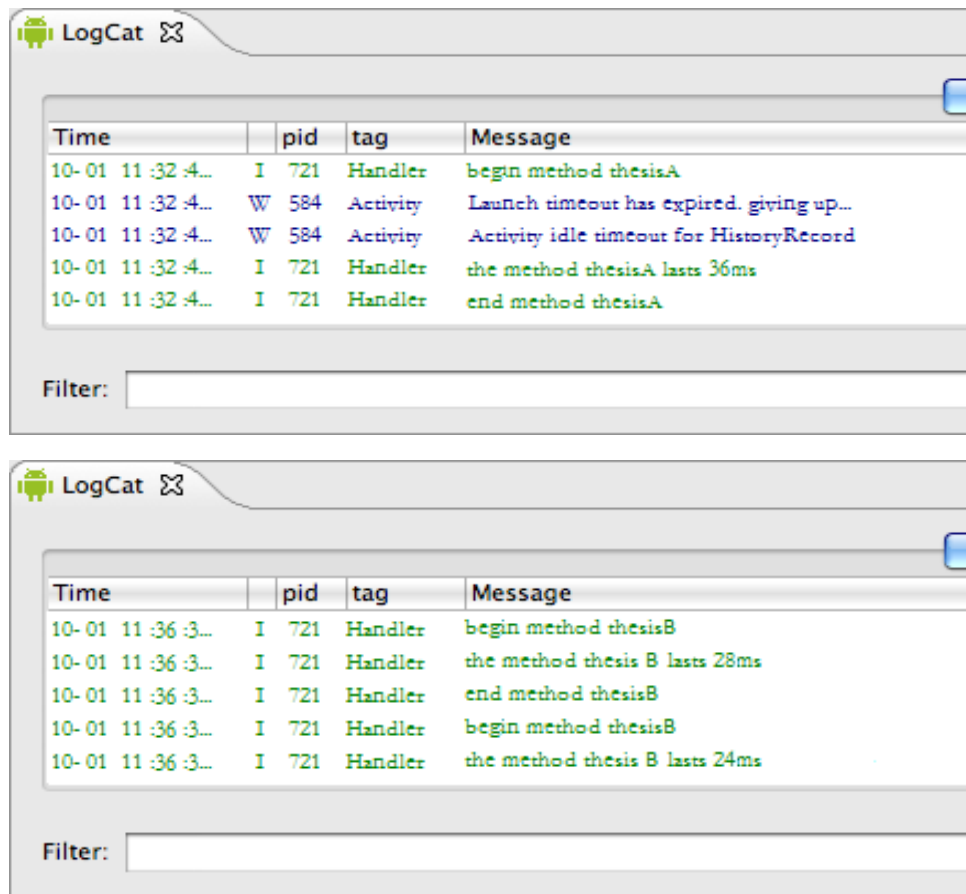 LogCat
Time pid tag Message
10- 01 11 :32 :4... I 721 Handler begin method thesisA
10- 01 11 :32 :4... W 584 Activity Launch timeout has expired. giving up...
10- 01 11 :32 :4... W 584 Activity Activity idle timeout for HistoryRecord
10- 01 11 :32 :4... I 721 Handler the method thesisA lasts 36ms
10- 01 11 :32 :4... I 721 Handler end method thesisA
Filter:
LogCat
Time pid tag Message
10- 01 11 :36 :3... I 721 Handler begin method thesisB
10- 01 11 :36 :3... I 721 Handler the method thesis B lasts 28ms
10- 01 11 :36 :3... I 721 Handler end method thesisB
10- 01 11 :36 :3... I 721 Handler begin method thesisB
10- 01 11 :36 :3... I 721 Handler the method thesis B lasts 24ms
Filter: